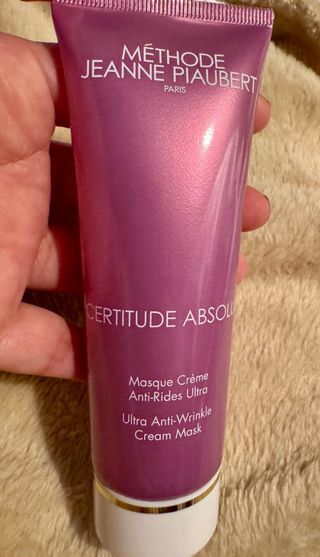 MÉTHODE
JEANNE PIAUBERT
PARIS
CERTITUDE ABSOLU
Masque Crème
Anti-Rides Ultra
Ultra Anti-Wrinkle
Cream Mask